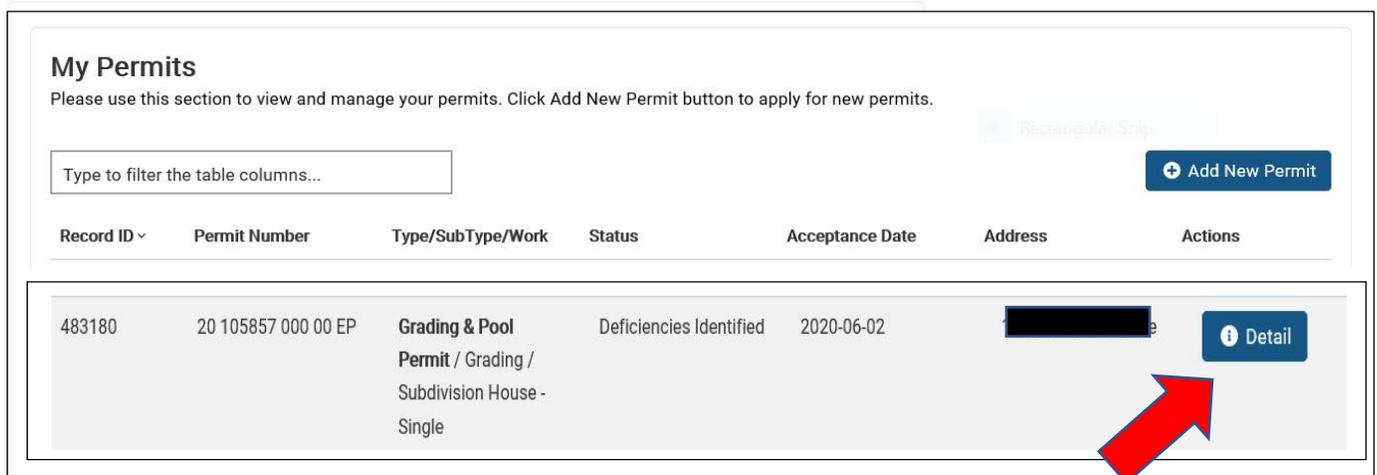 My Permits
Please use this section to view and manage your permits. Click Add New Permit button to apply for new permits.
Rectangular Snip
Type to filter the table columns...
Add New Permit
Record ID Permit Number Type/SubType/Work Status Acceptance Date Address Actions
483180 20 105857 000 00 EP Grading & Pool Deficiencies Identified 2020-06-02 e Detail
Permit / Grading /
Subdivision House -
Single